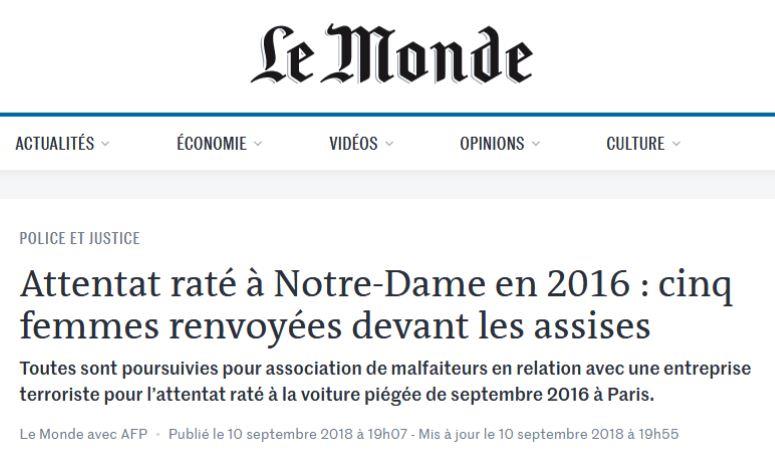 Le Monde
ACTUALITÉS ÉCONOMIE VIDÉOS OPINIONS CULTURE
POLICE ET JUSTICE
Attentat raté à Notre-Dame en 2016 : cinq
femmes renvoyées devant les assises
Toutes sont poursuivies pour association de malfaiteurs en relation avec une entreprise
terroriste pour l’attentat raté à la voiture piégée de septembre 2016 à Paris.
Le Monde avec AFP • Publié le 10 septembre 2018 à 19h07 - Mis à jour le 10 septembre 2018 à 19h55